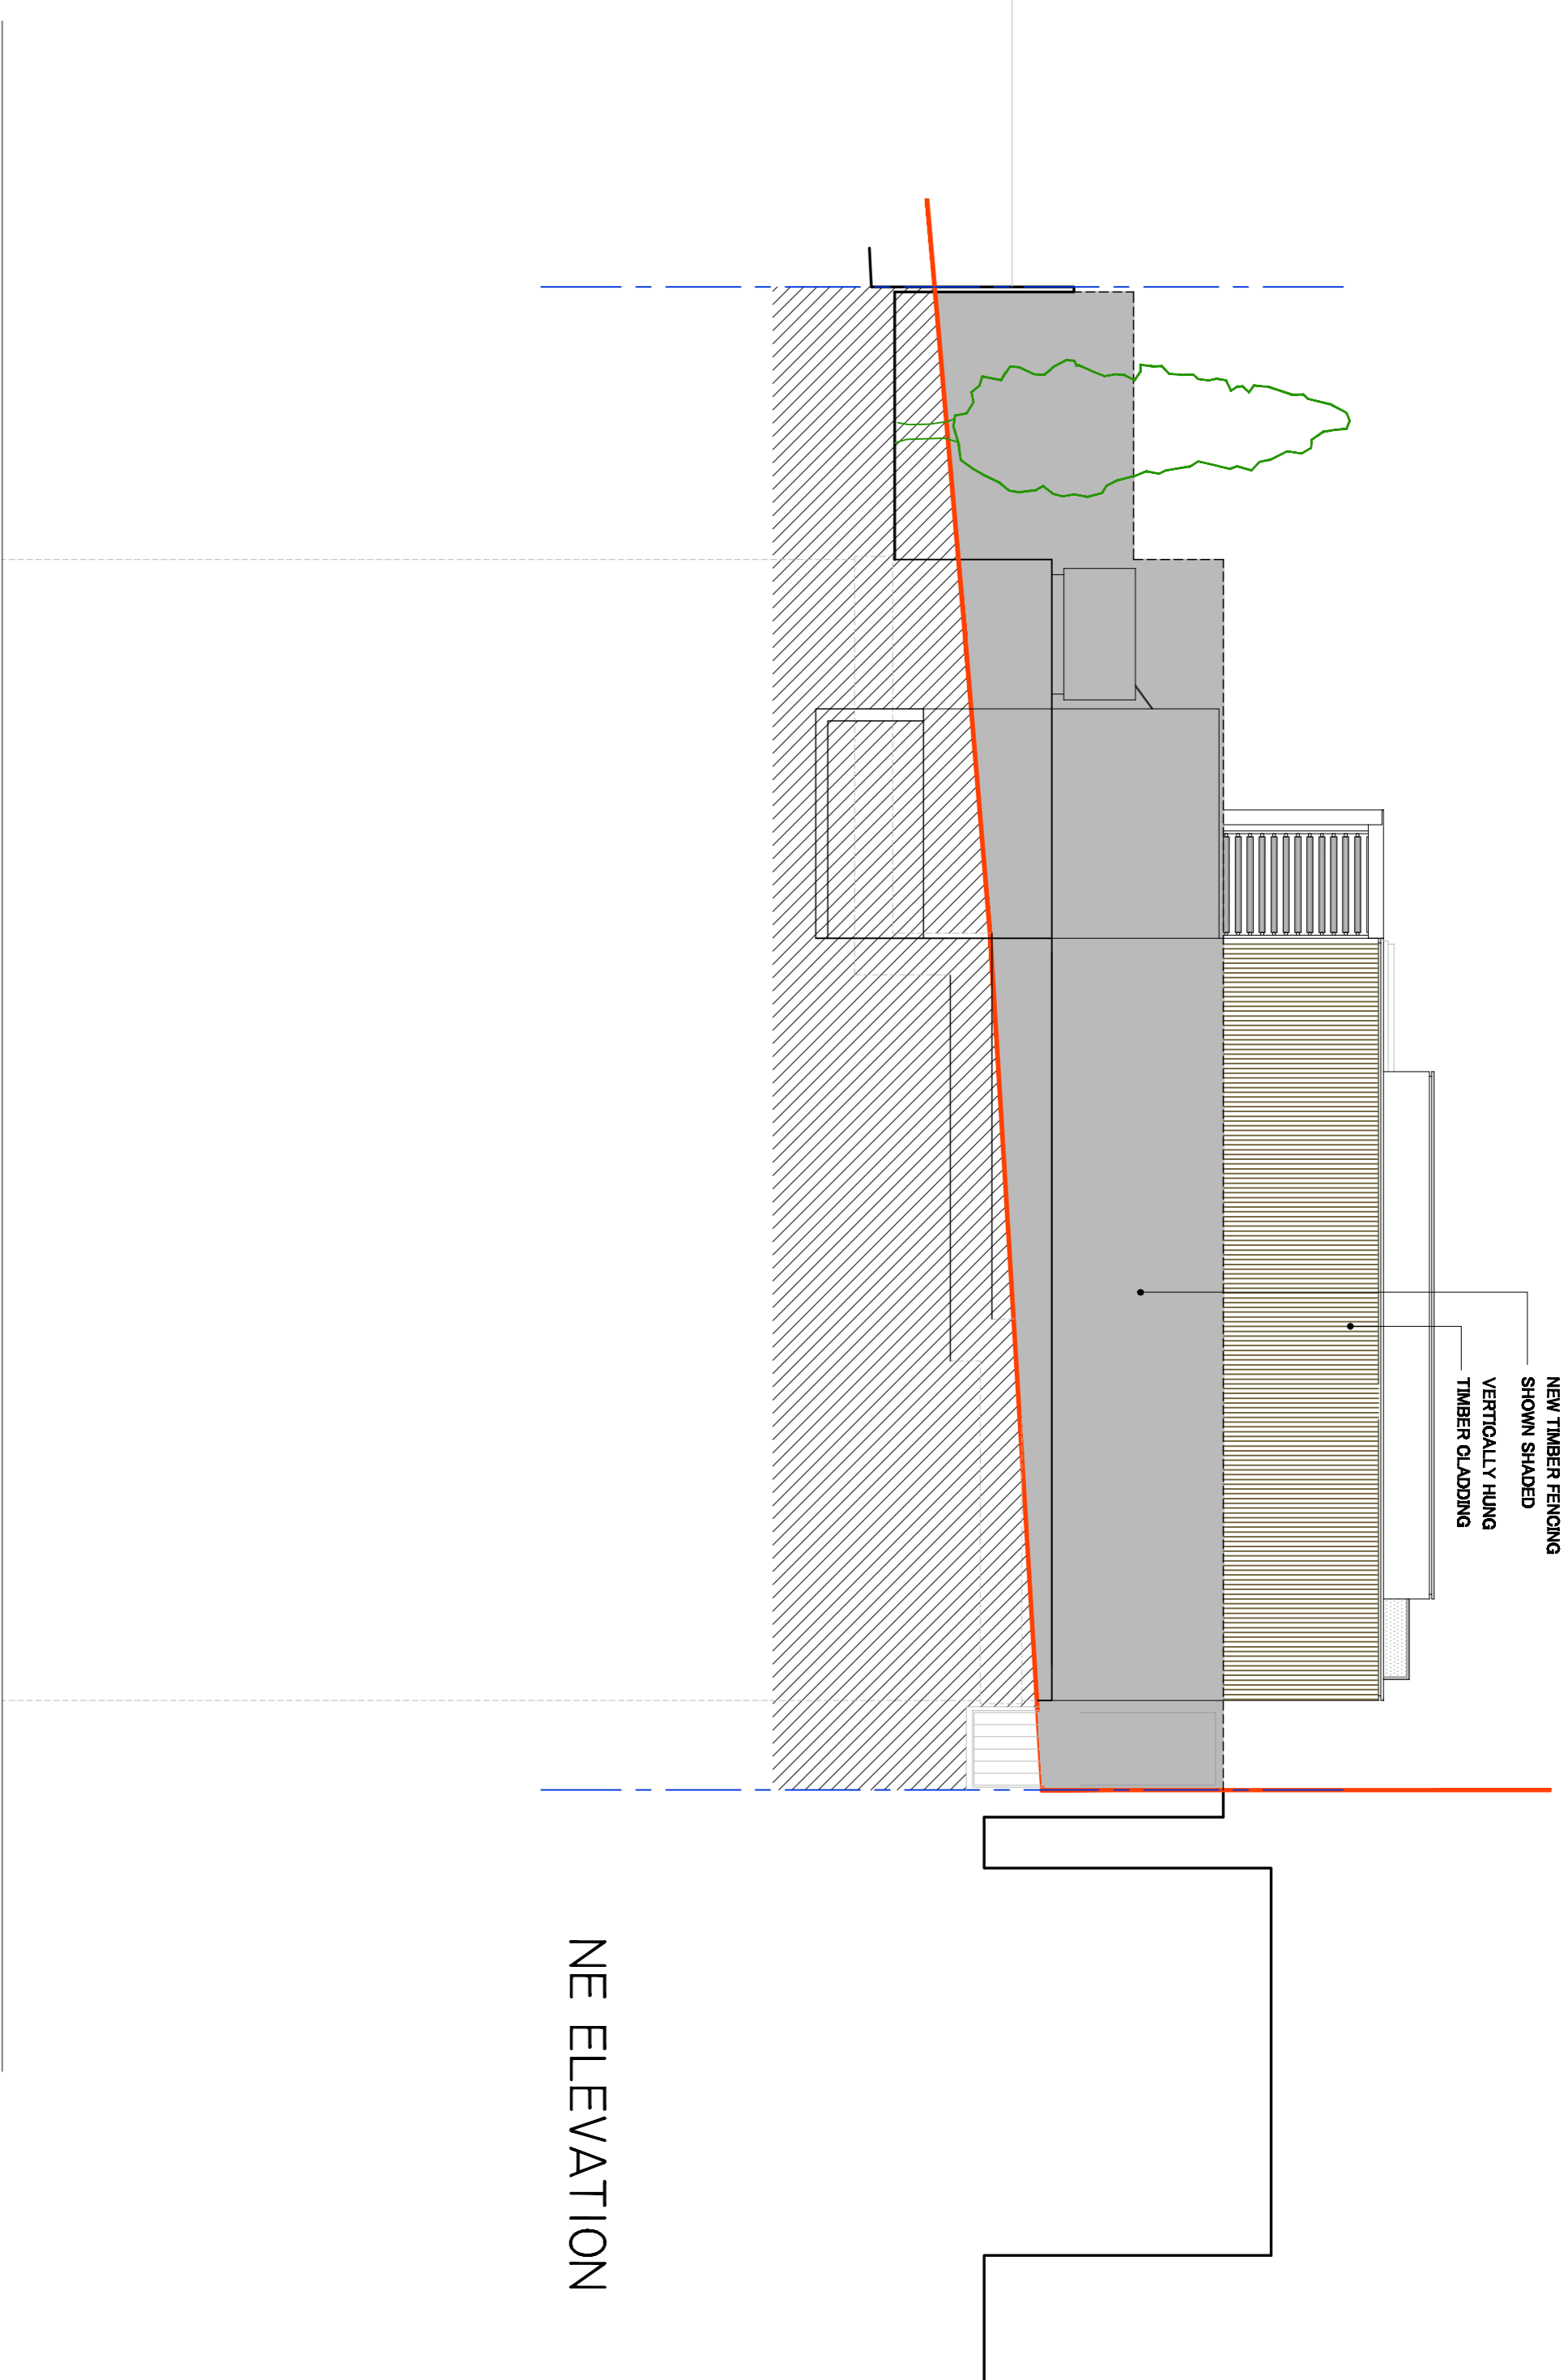 NEW TIMBER FENCING
SHOWN SHADED
VERTICALLY HUNG
TIMBER CLADDING
NE ELEVATION